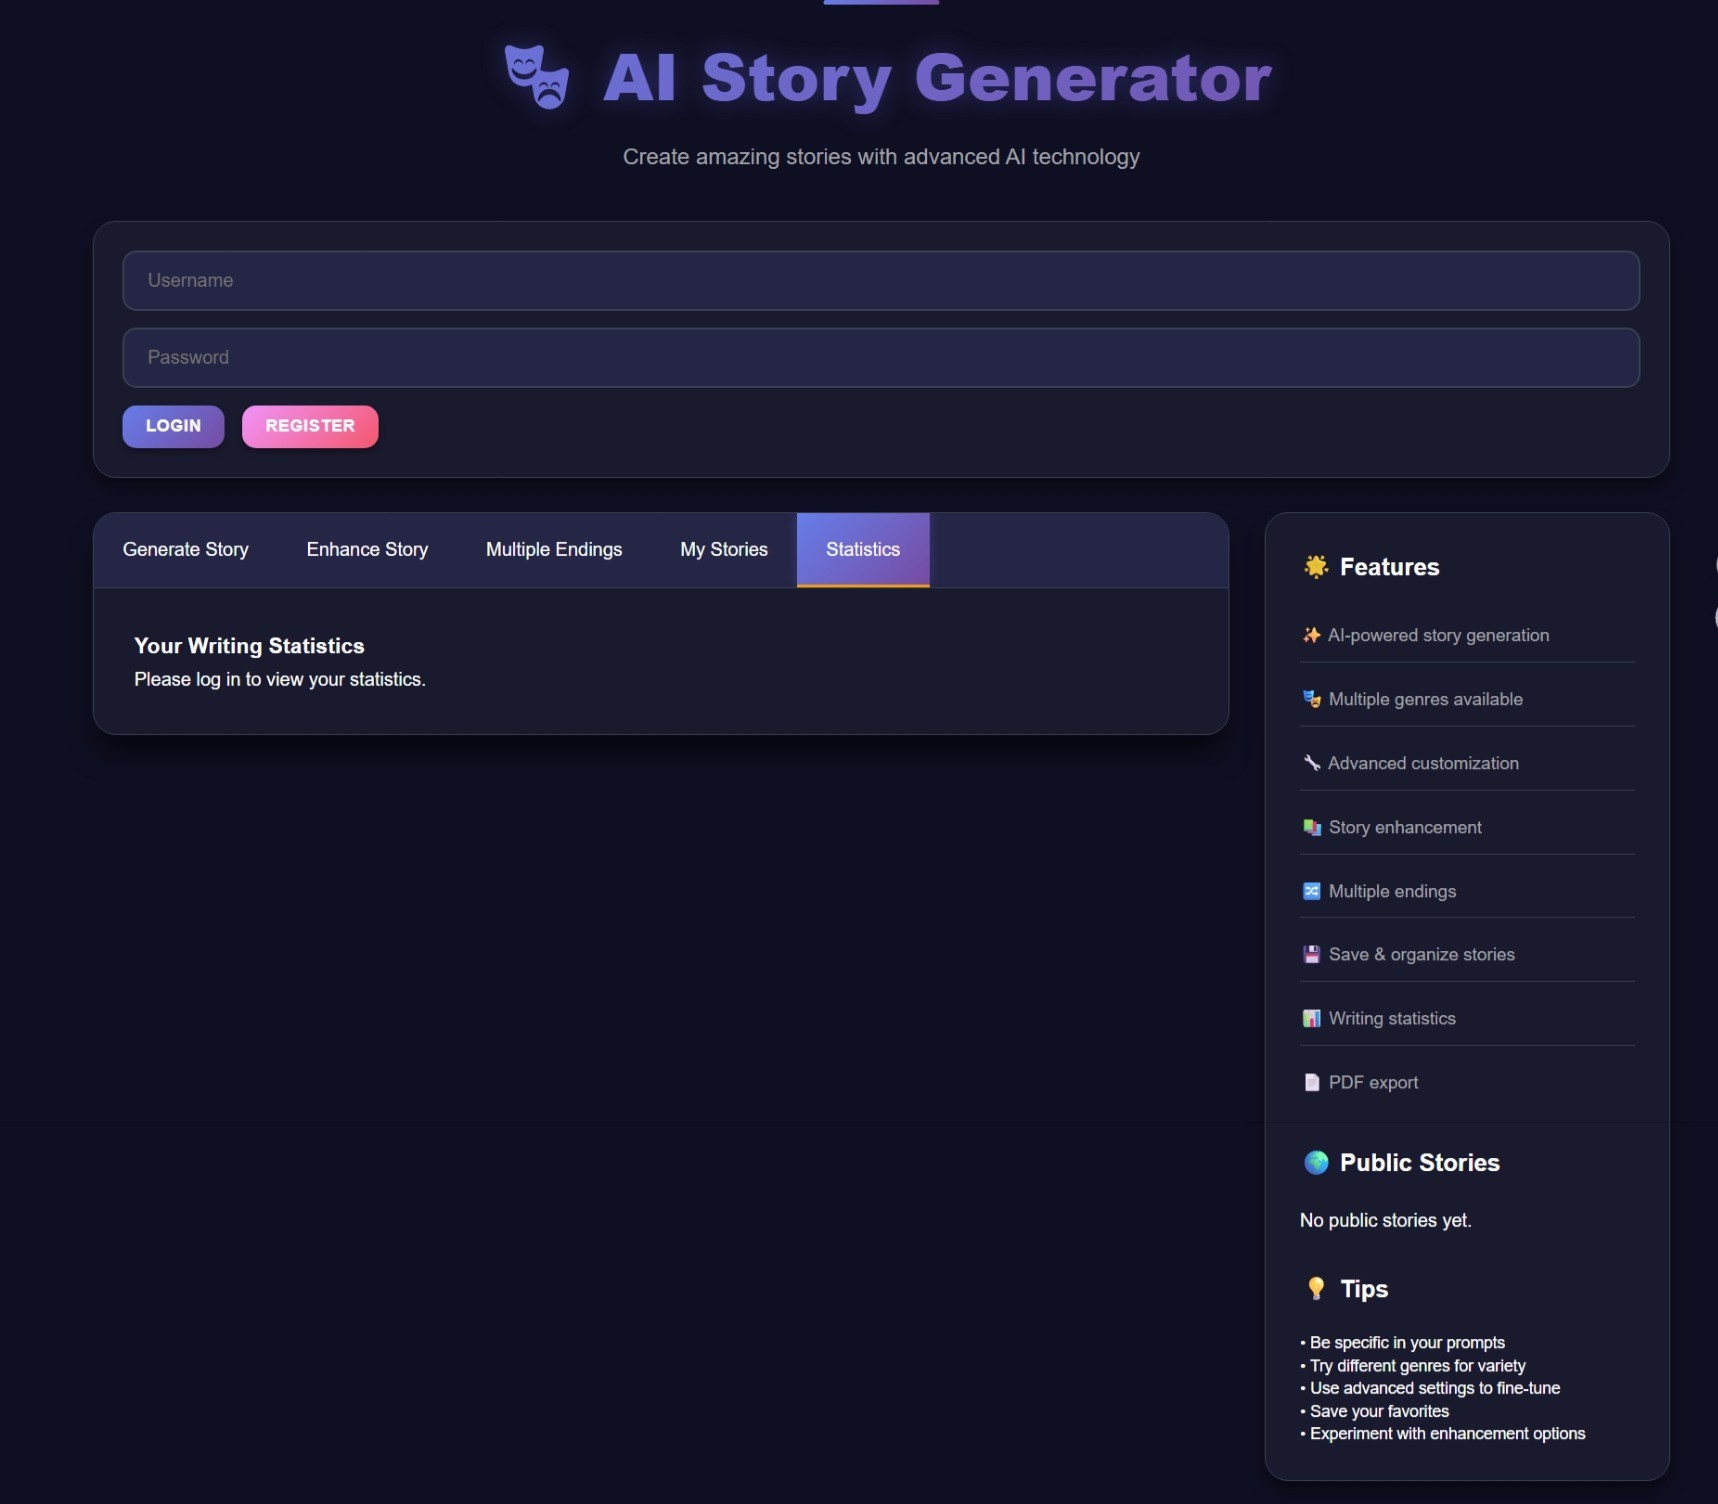 AI Story Generator
Create amazing stories with advanced AI technology
Username
Password
LOGIN
REGISTER
Generate Story
Enhance Story
Multiple Endings
My Stories
Statistics
Your Writing Statistics
Please log in to view your statistics.
Features
AI-powered story generation
Multiple genres available
Advanced customization
Story enhancement
Multiple endings
Save & organize stories
Writing statistics
PDF export
Public Stories
No public stories yet.
Tips
• Be specific in your prompts
• Try different genres for variety
• Use advanced settings to fine-tune
• Save your favorites
• Experiment with enhancement options